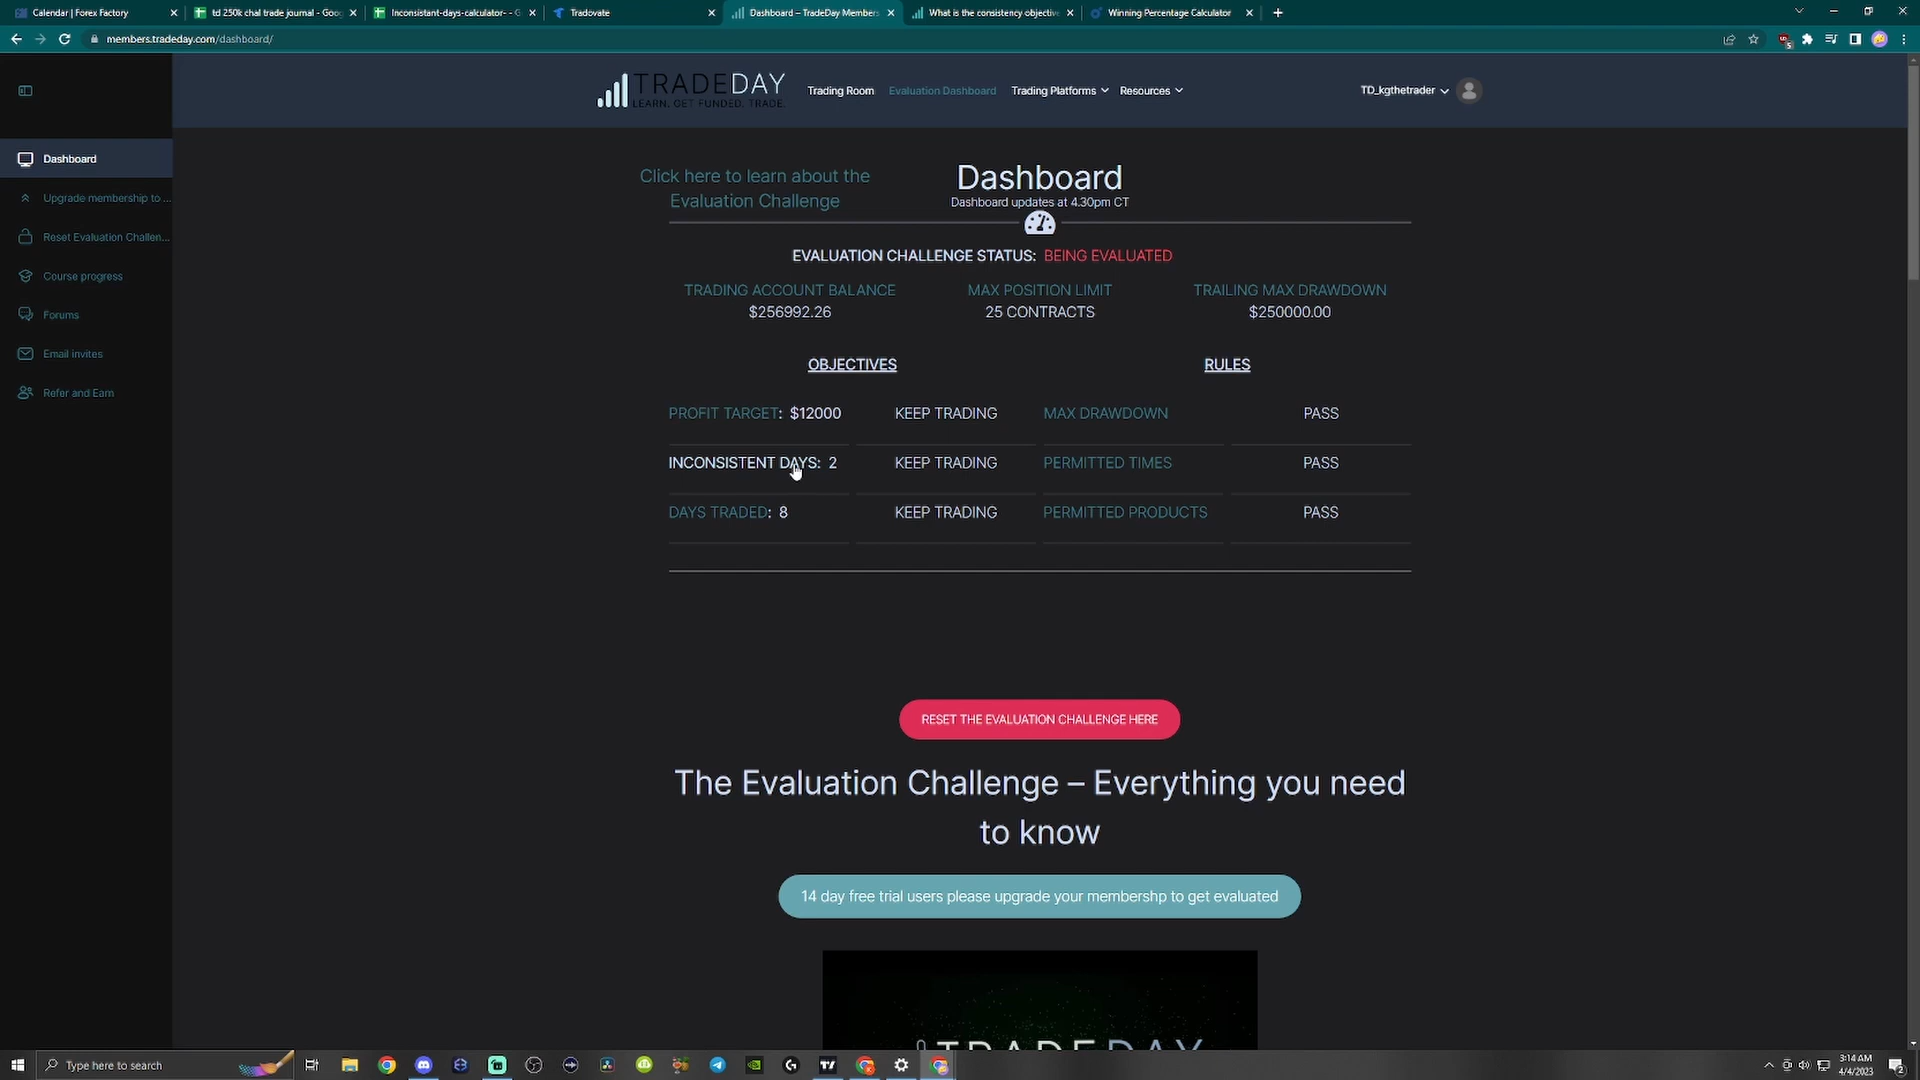 Calendar | Forex Factory
td 250k chal trade journal - Goog
Inconsistant-days-calculator- - G
Tradovate
Dashboard – TradeDay Members
What is the consistency objectiv
Winning Percentage Calculator
members.tradeday.com/dashboard/
TRADEDAY
LEARN. GET FUNDED. TRADE.
Trading Room
Evaluation Dashboard
Trading Platforms
Resources
TD_kgthetrader
Dashboard
Upgrade membership to ...
Reset Evaluation Challen...
Course progress
Forums
Email invites
Refer and Earn
Click here to learn about the
Evaluation Challenge
Dashboard
Dashboard updates at 4.30pm CT
EVALUATION CHALLENGE STATUS: BEING EVALUATED
TRADING ACCOUNT BALANCE
$256992.26
MAX POSITION LIMIT
25 CONTRACTS
TRAILING MAX DRAWDOWN
$250000.00
OBJECTIVES
RULES
PROFIT TARGET: $12000 KEEP TRADING MAX DRAWDOWN PASS
INCONSISTENT DAYS: 2 KEEP TRADING PERMITTED TIMES PASS
DAYS TRADED: 8 KEEP TRADING PERMITTED PRODUCTS PASS
RESET THE EVALUATION CHALLENGE HERE
The Evaluation Challenge – Everything you need
to know
14 day free trial users please upgrade your membershp to get evaluated
TRADEDAY
Type here to search
3:14 AM
4/4/2023